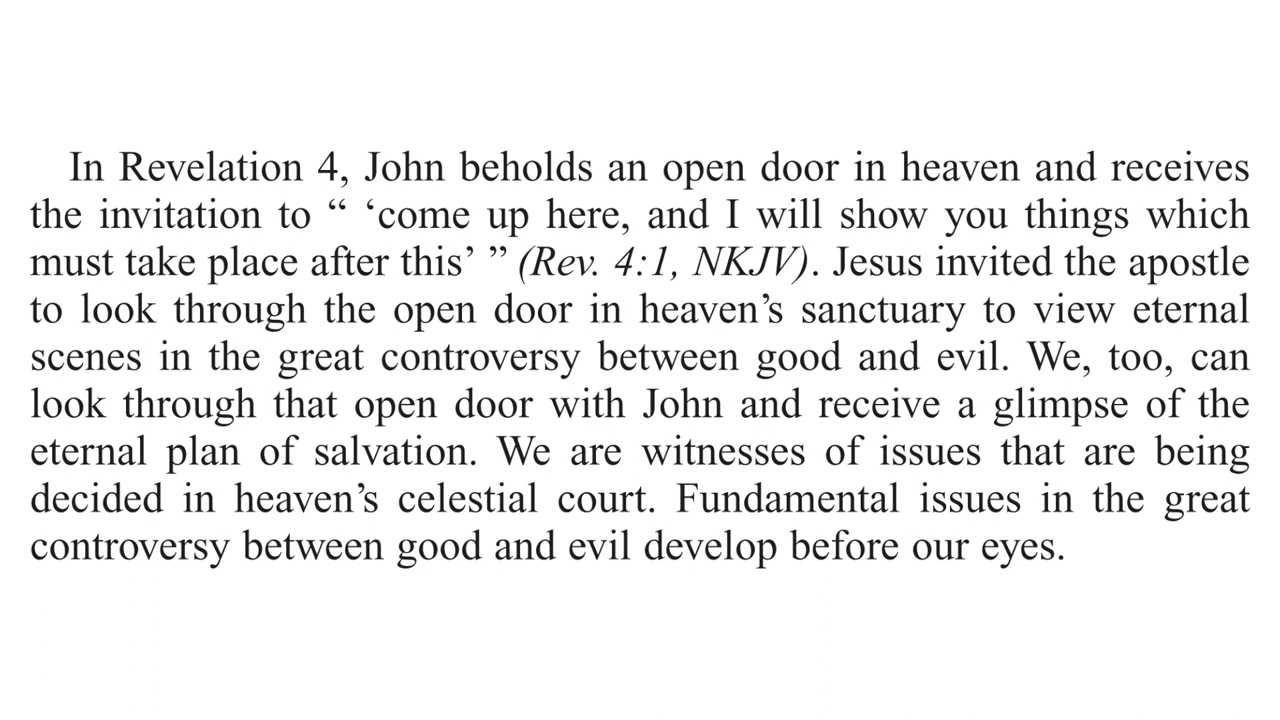 In Revelation 4, John beholds an open door in heaven and receives
the invitation to “ ‘come up here, and I will show you things which
must take place after this’ ” (Rev. 4:1, NKJV). Jesus invited the apostle
to look through the open door in heaven’s sanctuary to view eternal
scenes in the great controversy between good and evil. We, too, can
look through that open door with John and receive a glimpse of the
eternal plan of salvation. We are witnesses of issues that are being
decided in heaven’s celestial court. Fundamental issues in the great
controversy between good and evil develop before our eyes.